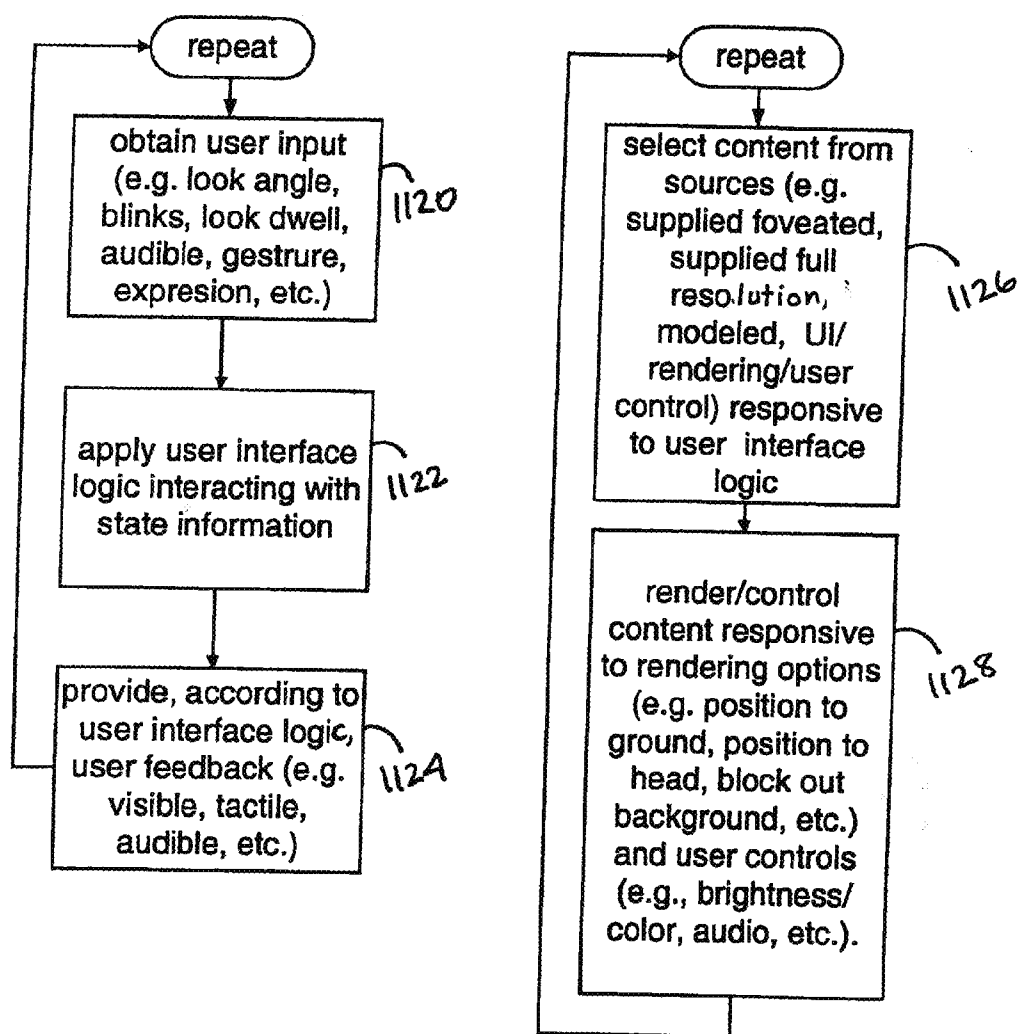 repeat
obtain user input
(e.g. look angle,
blinks, look dwell,
audible, gestrure,
expresion, etc.)
1120
apply user interface
logic interacting with
state information
1122
provide, according to
user interface logic,
user feedback (e.g.
visible, tactile,
audible, etc.)
1124
repeat
select content from
sources (e.g.
supplied foveated,
supplied full
resolution,
modeled, UI/
rendering/user
control) responsive
to user interface
logic
1126
render/control
content responsive
to rendering options
(e.g. position to
ground, position to
head, block out
background, etc.)
and user controls
(e.g., brightness/
color, audio, etc.).
1128